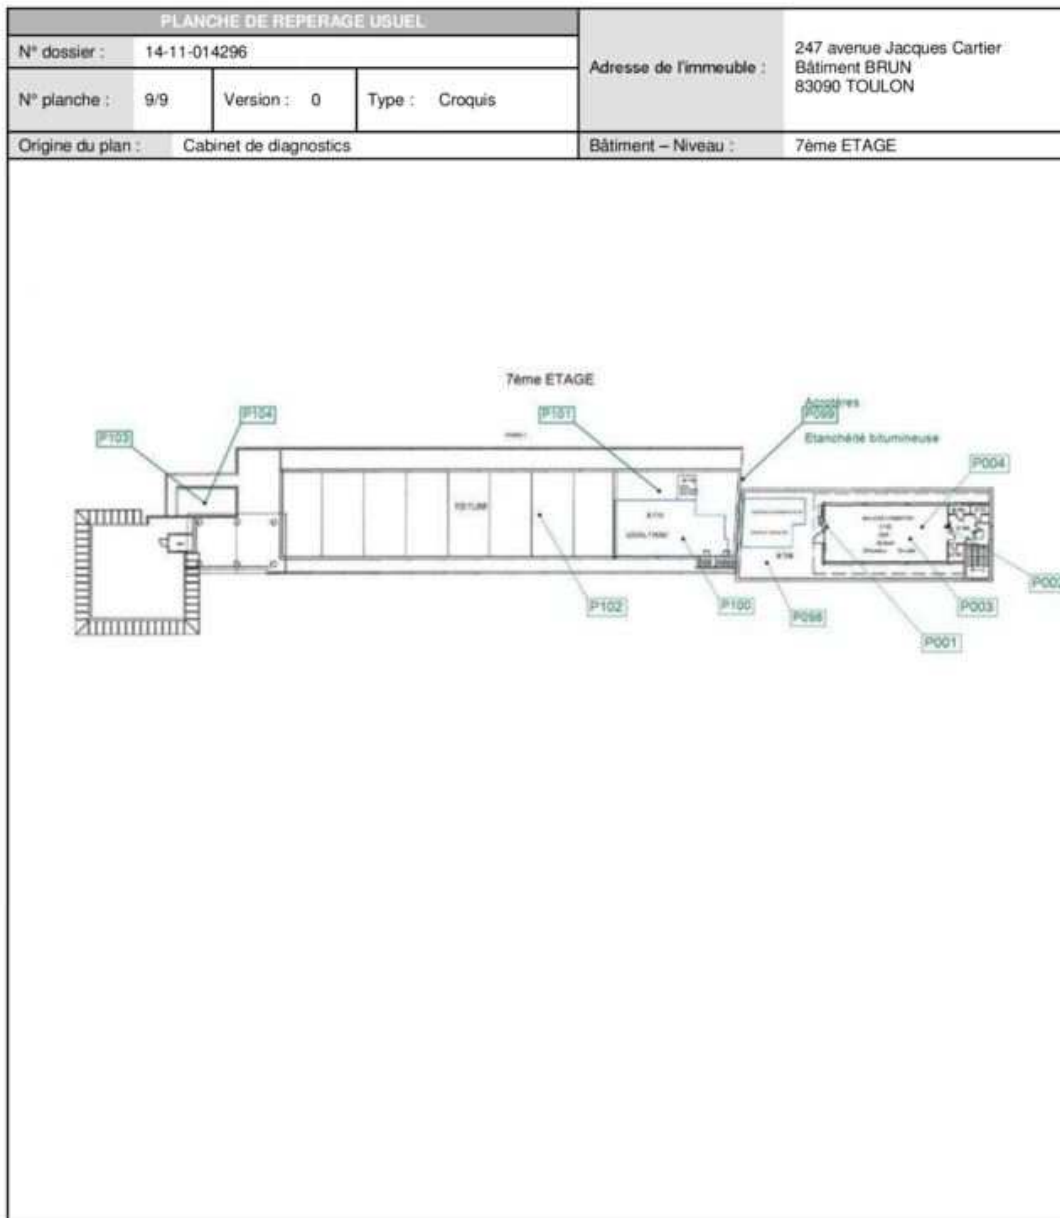 PLANCHE DE REPERAGE USUEL
N° dossier : 14-11-014296
Adresse de l'immeuble : 247 avenue Jacques Cartier
Bâtiment BRUN
83090 TOULON
N° planche : 9/9 Version : 0 Type : Croquis
Origine du plan : Cabinet de diagnostics
Bâtiment – Niveau : 7ème ETAGE
7ème ETAGE
Acrotères
P103
P104
P101
P099
Etanchéité bitumineuse
P004
P102
P100
P098
P003
P001